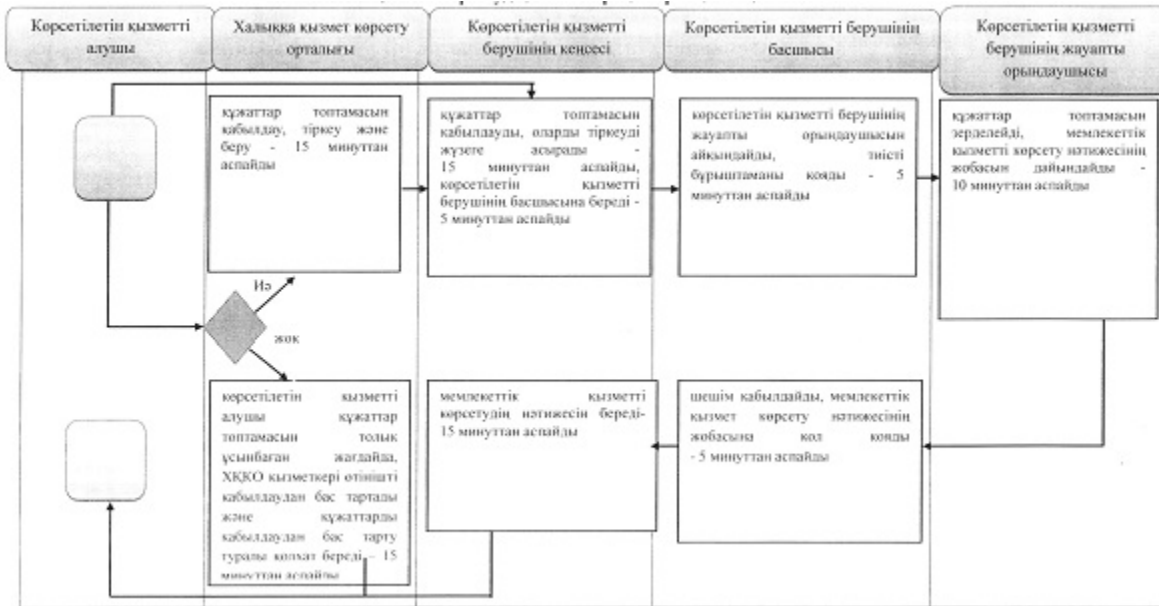 Көрсетілетін қызметті
алушы
Халыққа қызмет көрсету
орталығы
Көрсетілетін қызметті
берушінің кеңсесі
Көрсетілетін қызметті берушінің
басшысы
Көрсетілетін қызметті
берушінің жауапты
орындаушысы
құжаттар топтамасын
қабылдау, тіркеу және
беру - 15 минуттан
аспайды
құжаттар топтамасын
қабылдауды, оларды тіркеуді
жүзеге асырады -
15 минуттан аспайды,
көрсетілетін қызметті
берушінің басшысына береді -
5 минуттан аспайды
көрсетілетін қызметті берушінің
жауапты орындаушысын
айқындайды, тиісті
бұрыштаманы қояды - 5
минуттан аспайды
құжаттар топтамасын
зерделейді, мемлекеттік
қызметті көрсету нәтижесінің
жобасын дайындайды -
10 минуттан аспайды
Иә
жоқ
көрсетілетін қызметті
алушы құжаттар
топтамасын толық
ұсынбаған жағдайда,
ХҚКО қызметкері өтінішті
қабылдаудан бас тартады
және құжаттарды
қабылдаудан бас тарту
туралы қолхат береді – 15
минуттан аспайды
мемлекеттік қызметті
көрсетудің нәтижесін береді-
15 минуттан аспайды
шешім қабылдайды, мемлекеттік
қызмет көрсету нәтижесінің
жобасына қол қояды
- 5 минуттан аспайды